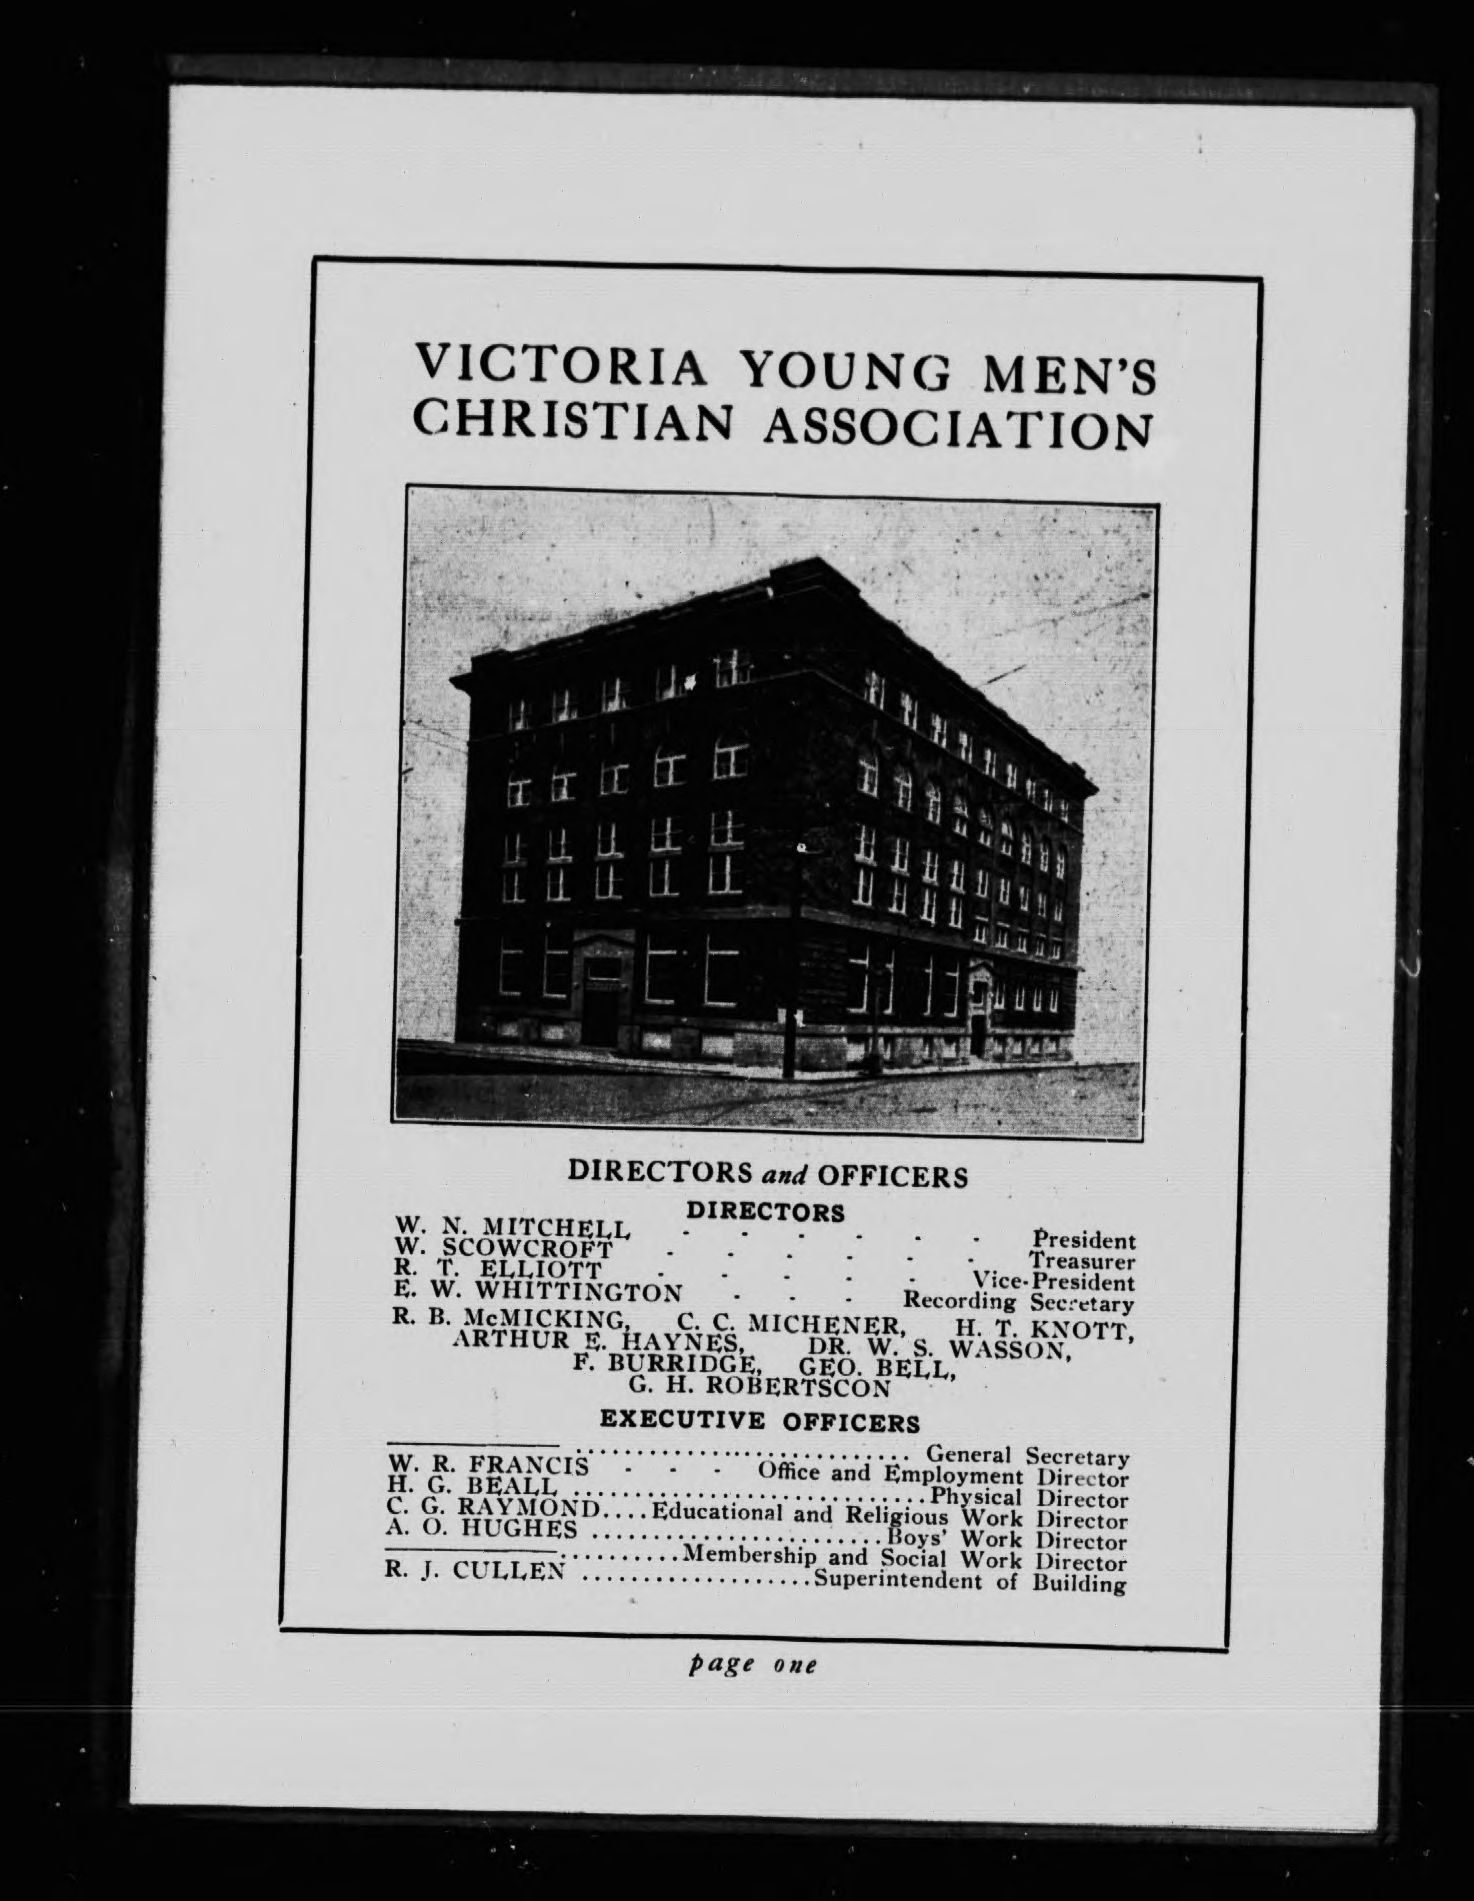 VICTORIA YOUNG MEN'S
CHRISTIAN ASSOCIATION
DIRECTORS and OFFICERS
DIRECTORS
W. N. MITCHELL - - - - - - President
W. SCOWCROFT - - - - - - Treasurer
R. T. ELLIOTT - - - - - Vice-President
E. W. WHITTINGTON - - - Recording Secretary
R. B. McMICKING, C. C. MICHENER, H. T. KNOTT,
ARTHUR E. HAYNES, DR. W. S. WASSON,
F. BURRIDGE, GEO. BELL,
G. H. ROBERTSCON
EXECUTIVE OFFICERS
____________ ............................ General Secretary
W. R. FRANCIS - - - Office and Employment Director
H. G. BEALL ..............................Physical Director
C. G. RAYMOND....Educational and Religious Work Director
A. O. HUGHES ........................Boys' Work Director
____________..........Membership and Social Work Director
R. J. CULLEN ...................Superintendent of Building
page one